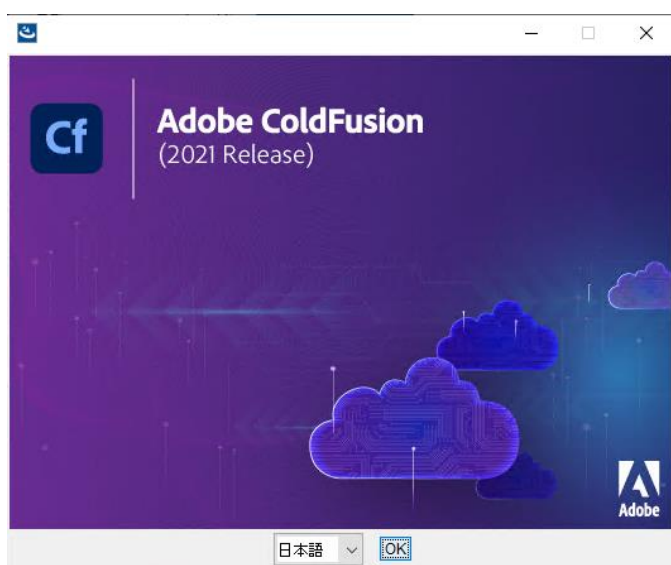 Cf
Adobe ColdFusion
(2021 Release)
Adobe
日本語
OK